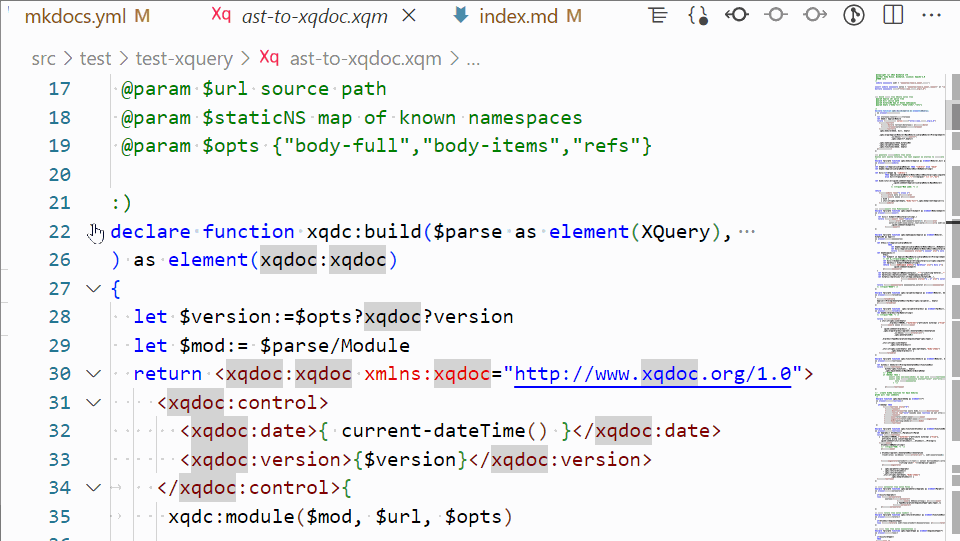 mkdocs.yml M Xq ast-to-xqdoc.xqm index.md M
src > test > test-xquery > Xq ast-to-xqdoc.xqm > ...
17 @param $url source path
18 @param $staticNS map of known namespaces
19 @param $opts {"body-full","body-items","refs"}
20
21 :)
22 declare function xqdc:build($parse as element(XQuery), ...
26 ) as element(xqdoc:xqdoc)
27 {
28 let $version:=$opts?xqdoc?version
29 let $mod:= $parse/Module
30 return <xqdoc:xqdoc xmlns:xqdoc="http://www.xqdoc.org/1.0">
31 <xqdoc:control>
32 <xqdoc:date>{ current-dateTime() }</xqdoc:date>
33 <xqdoc:version>{$version}</xqdoc:version>
34 </xqdoc:control>{
35 xqdc:module($mod, $url, $opts)